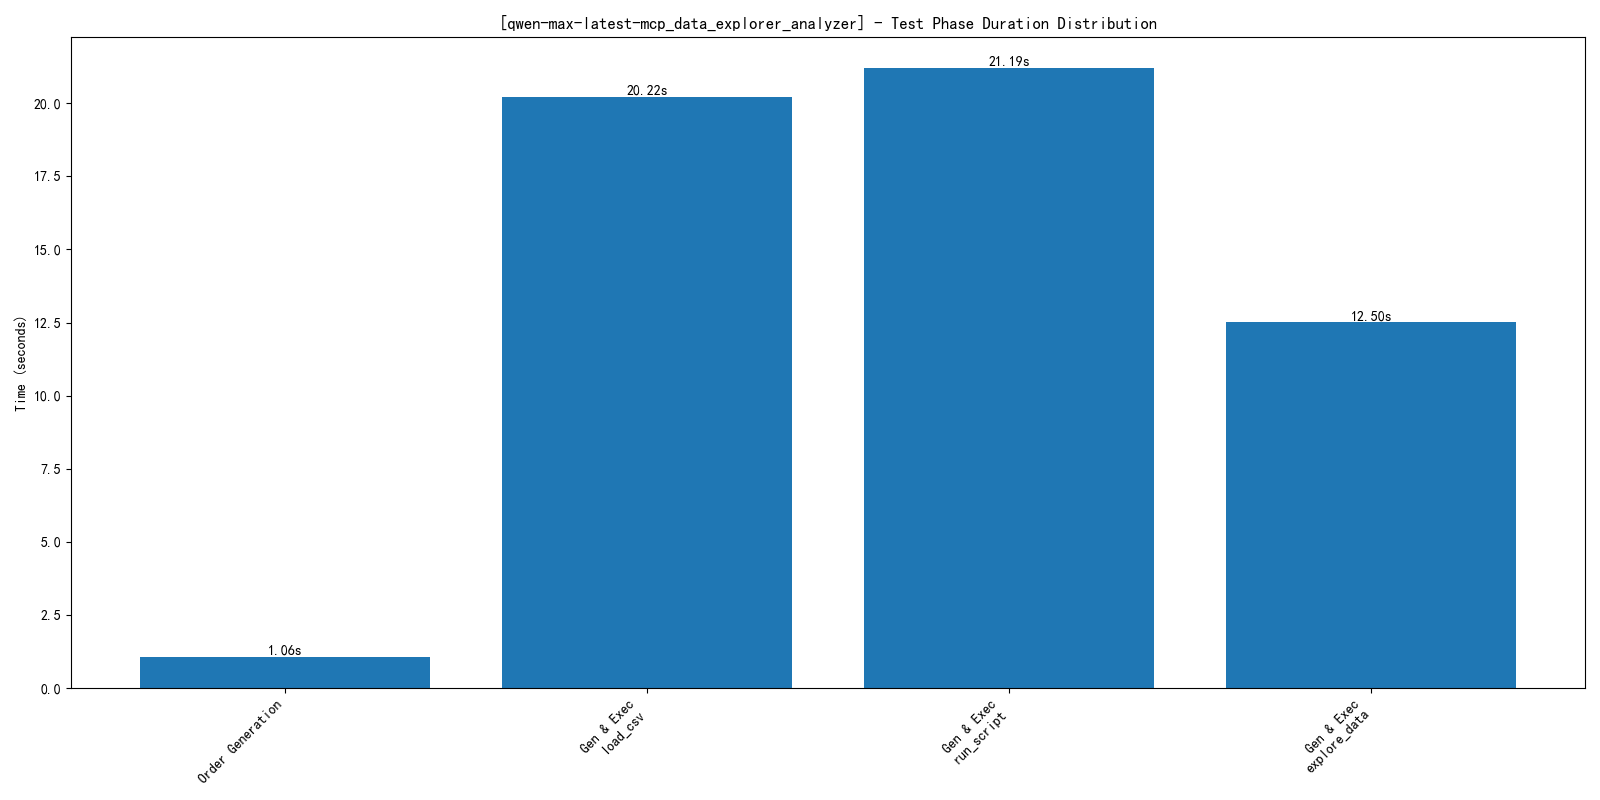 [qwen-max-latest-mcp_data_explorer_analyzer] - Test Phase Duration Distribution
Time (seconds)
20.0
17.5
15.0
12.5
10.0
7.5
5.0
2.5
0.0
1.06s
20.22s
21.19s
12.50s
Order Generation
Gen & Exec
load_csv
Gen & Exec
run_script
Gen & Exec
explore_data